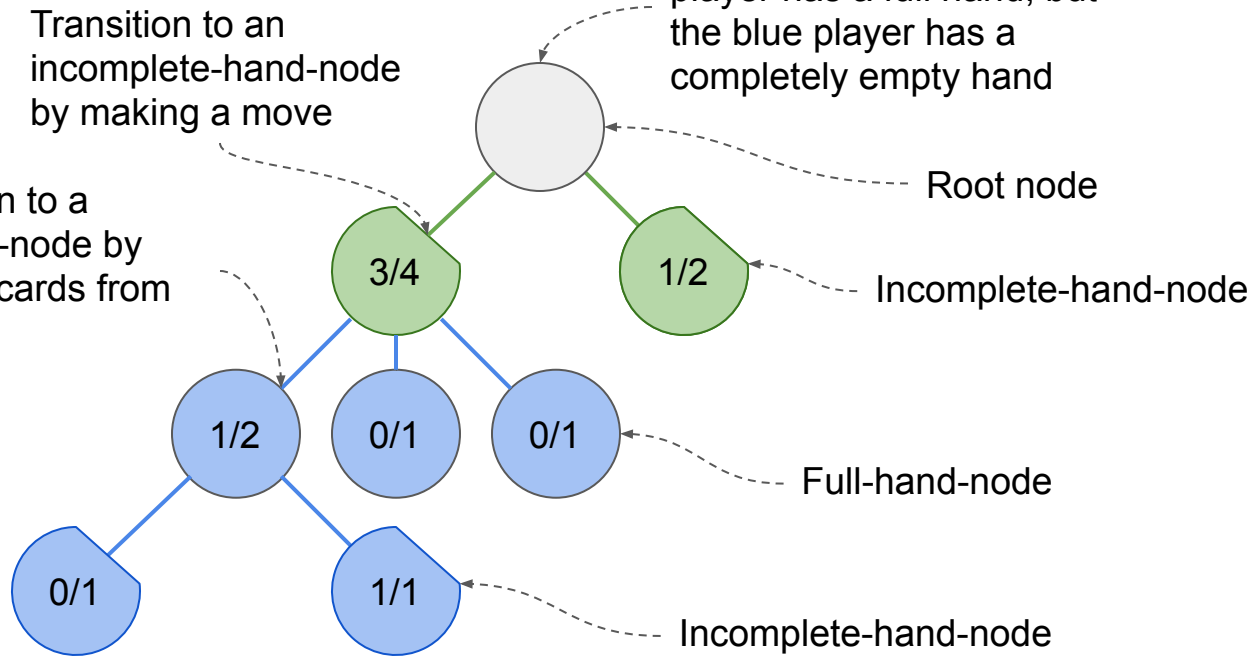 Transition to an
incomplete-hand-node
by making a move
player has a full hand, but
the blue player has a
completely empty hand
Root node
n to a
-node by
cards from
3/4
1/2
Incomplete-hand-node
1/2
0/1
0/1
Full-hand-node
0/1
1/1
Incomplete-hand-node